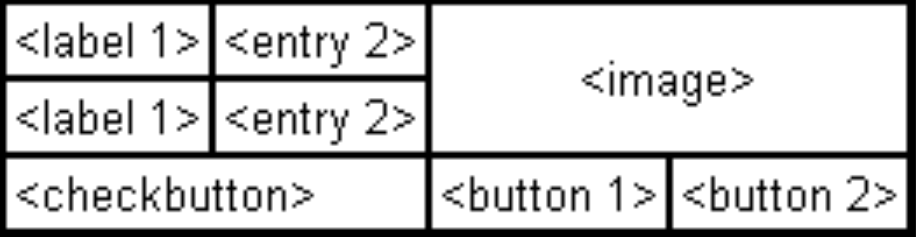 <label 1> <entry 2> <image>
<label 1> <entry 2>
<checkbutton> <button 1> <button 2>